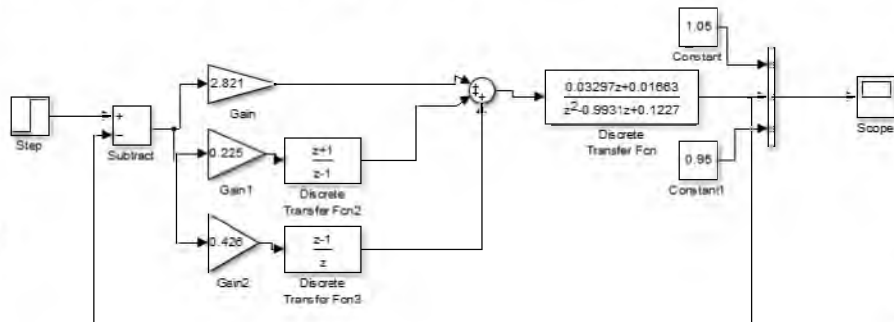 1.05
Constant
2.821
Gain
+
+
+
0.03297z+0.01663
z²-0.9931z+0.1227
Discrete
Transfer Fcn
Step
+
−
Subtract
Scope
0.225
Gain1
z+1
z-1
Discrete
Transfer Fcn2
0.95
Constant1
0.426
Gain2
z-1
z
Discrete
Transfer Fcn3